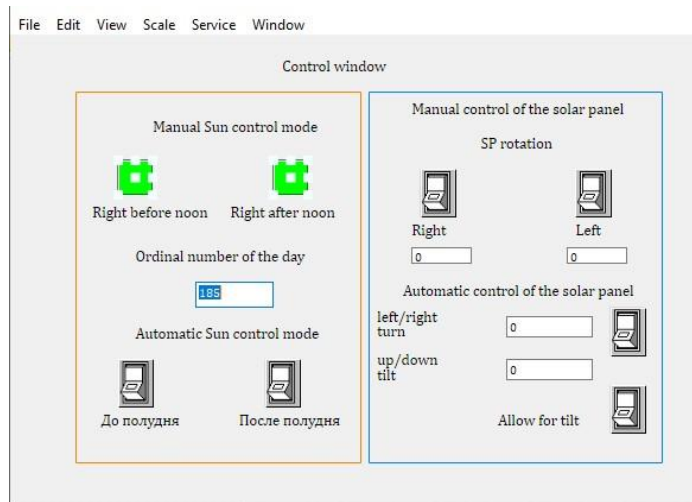 File Edit View Scale Service Window
Control window
Manual Sun control mode
Right before noon Right after noon
Ordinal number of the day
185
Automatic Sun control mode
До полудня После полудня
Manual control of the solar panel
SP rotation
Right Left
0 0
Automatic control of the solar panel
left/right
turn
0
up/down
tilt
0
Allow for tilt